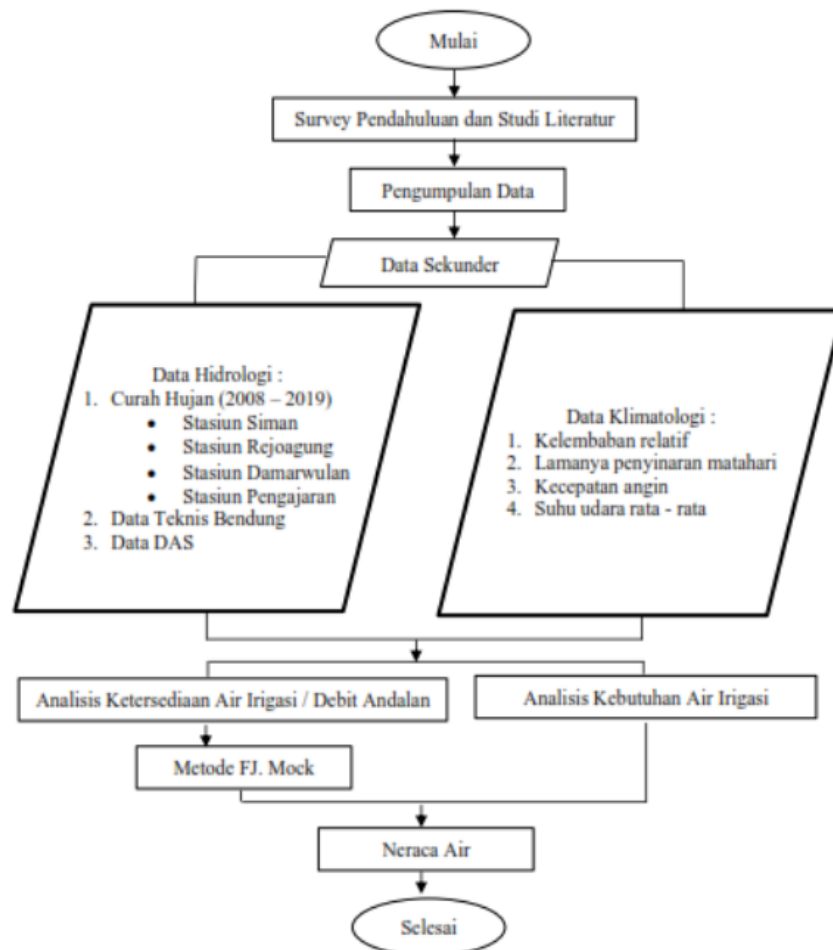 Mulai
Survey Pendahuluan dan Studi Literatur
Pengumpulan Data
Data Sekunder
Data Hidrologi :
1. Curah Hujan (2008 – 2019)
• Stasiun Siman
• Stasiun Rejoagung
• Stasiun Damarwulan
• Stasiun Pengajaran
2. Data Teknis Bendung
3. Data DAS
Data Klimatologi :
1. Kelembaban relatif
2. Lamanya penyinaran matahari
3. Kecepatan angin
4. Suhu udara rata - rata
Analisis Ketersediaan Air Irigasi / Debit Andalan
Analisis Kebutuhan Air Irigasi
Metode FJ. Mock
Neraca Air
Selesai